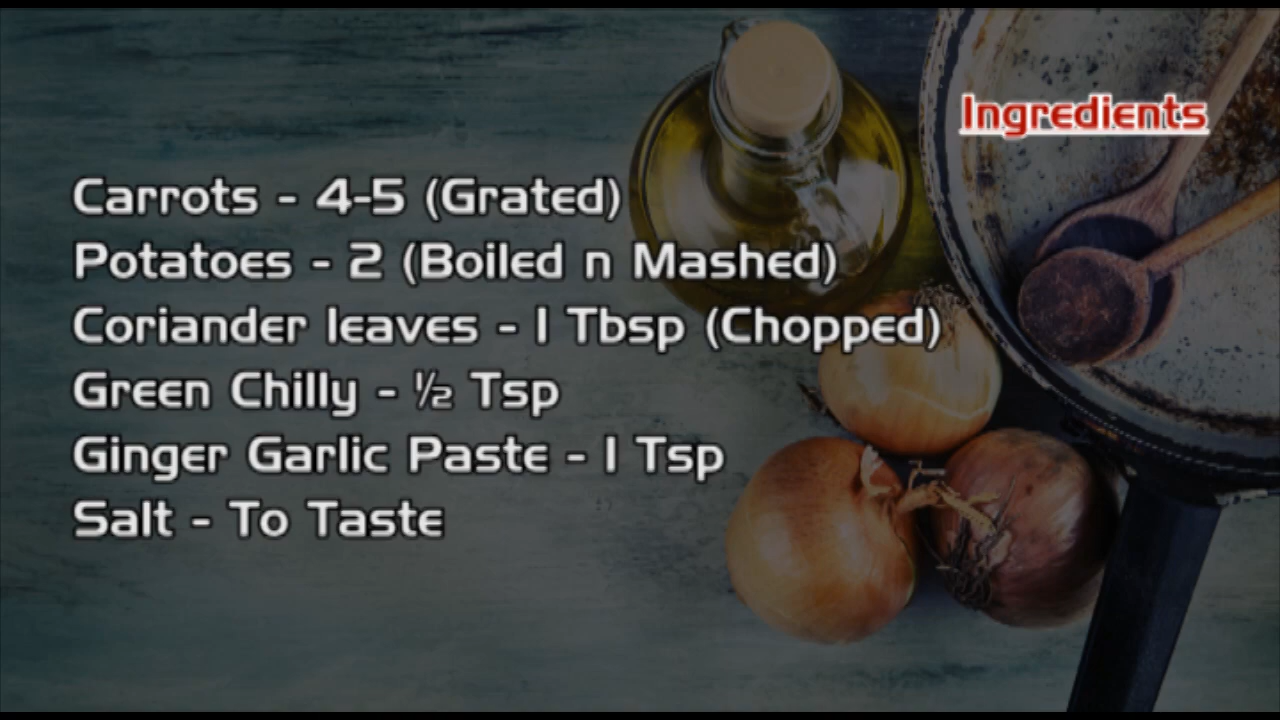 Ingredients
Carrots - 4-5 (Grated)
Potatoes - 2 (Boiled n Mashed)
Coriander leaves - 1 Tbsp (Chopped)
Green Chilly - ½ Tsp
Ginger Garlic Paste - 1 Tsp
Salt - To Taste